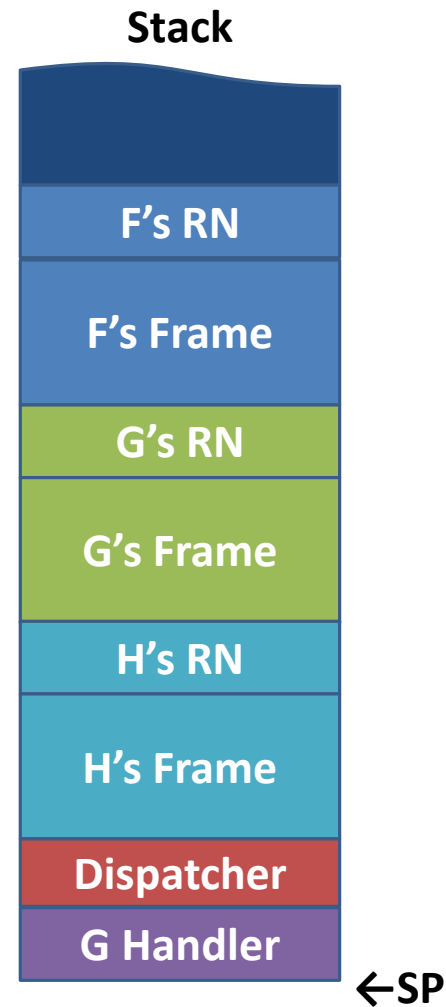 Stack
F’s RN
F’s Frame
G’s RN
G’s Frame
H’s RN
H’s Frame
Dispatcher
G Handler
←SP